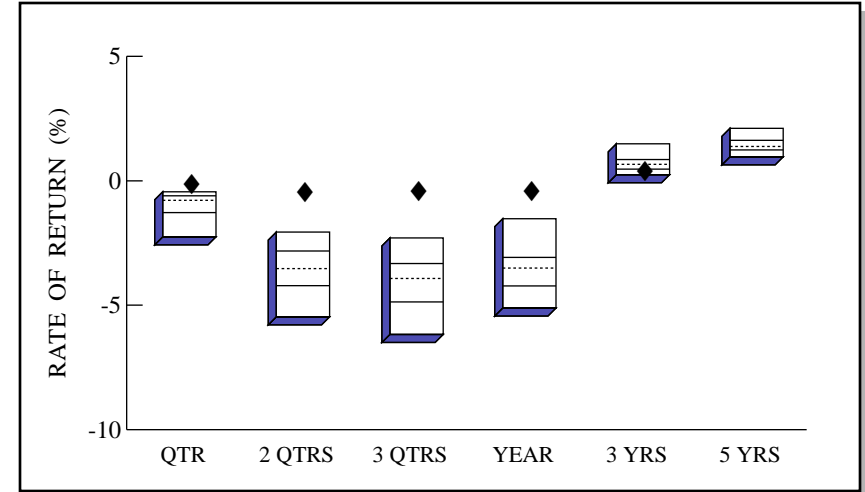 RATE OF RETURN (%)
5
0
-5
-10
QTR 2 QTRS 3 QTRS YEAR 3 YRS 5 YRS